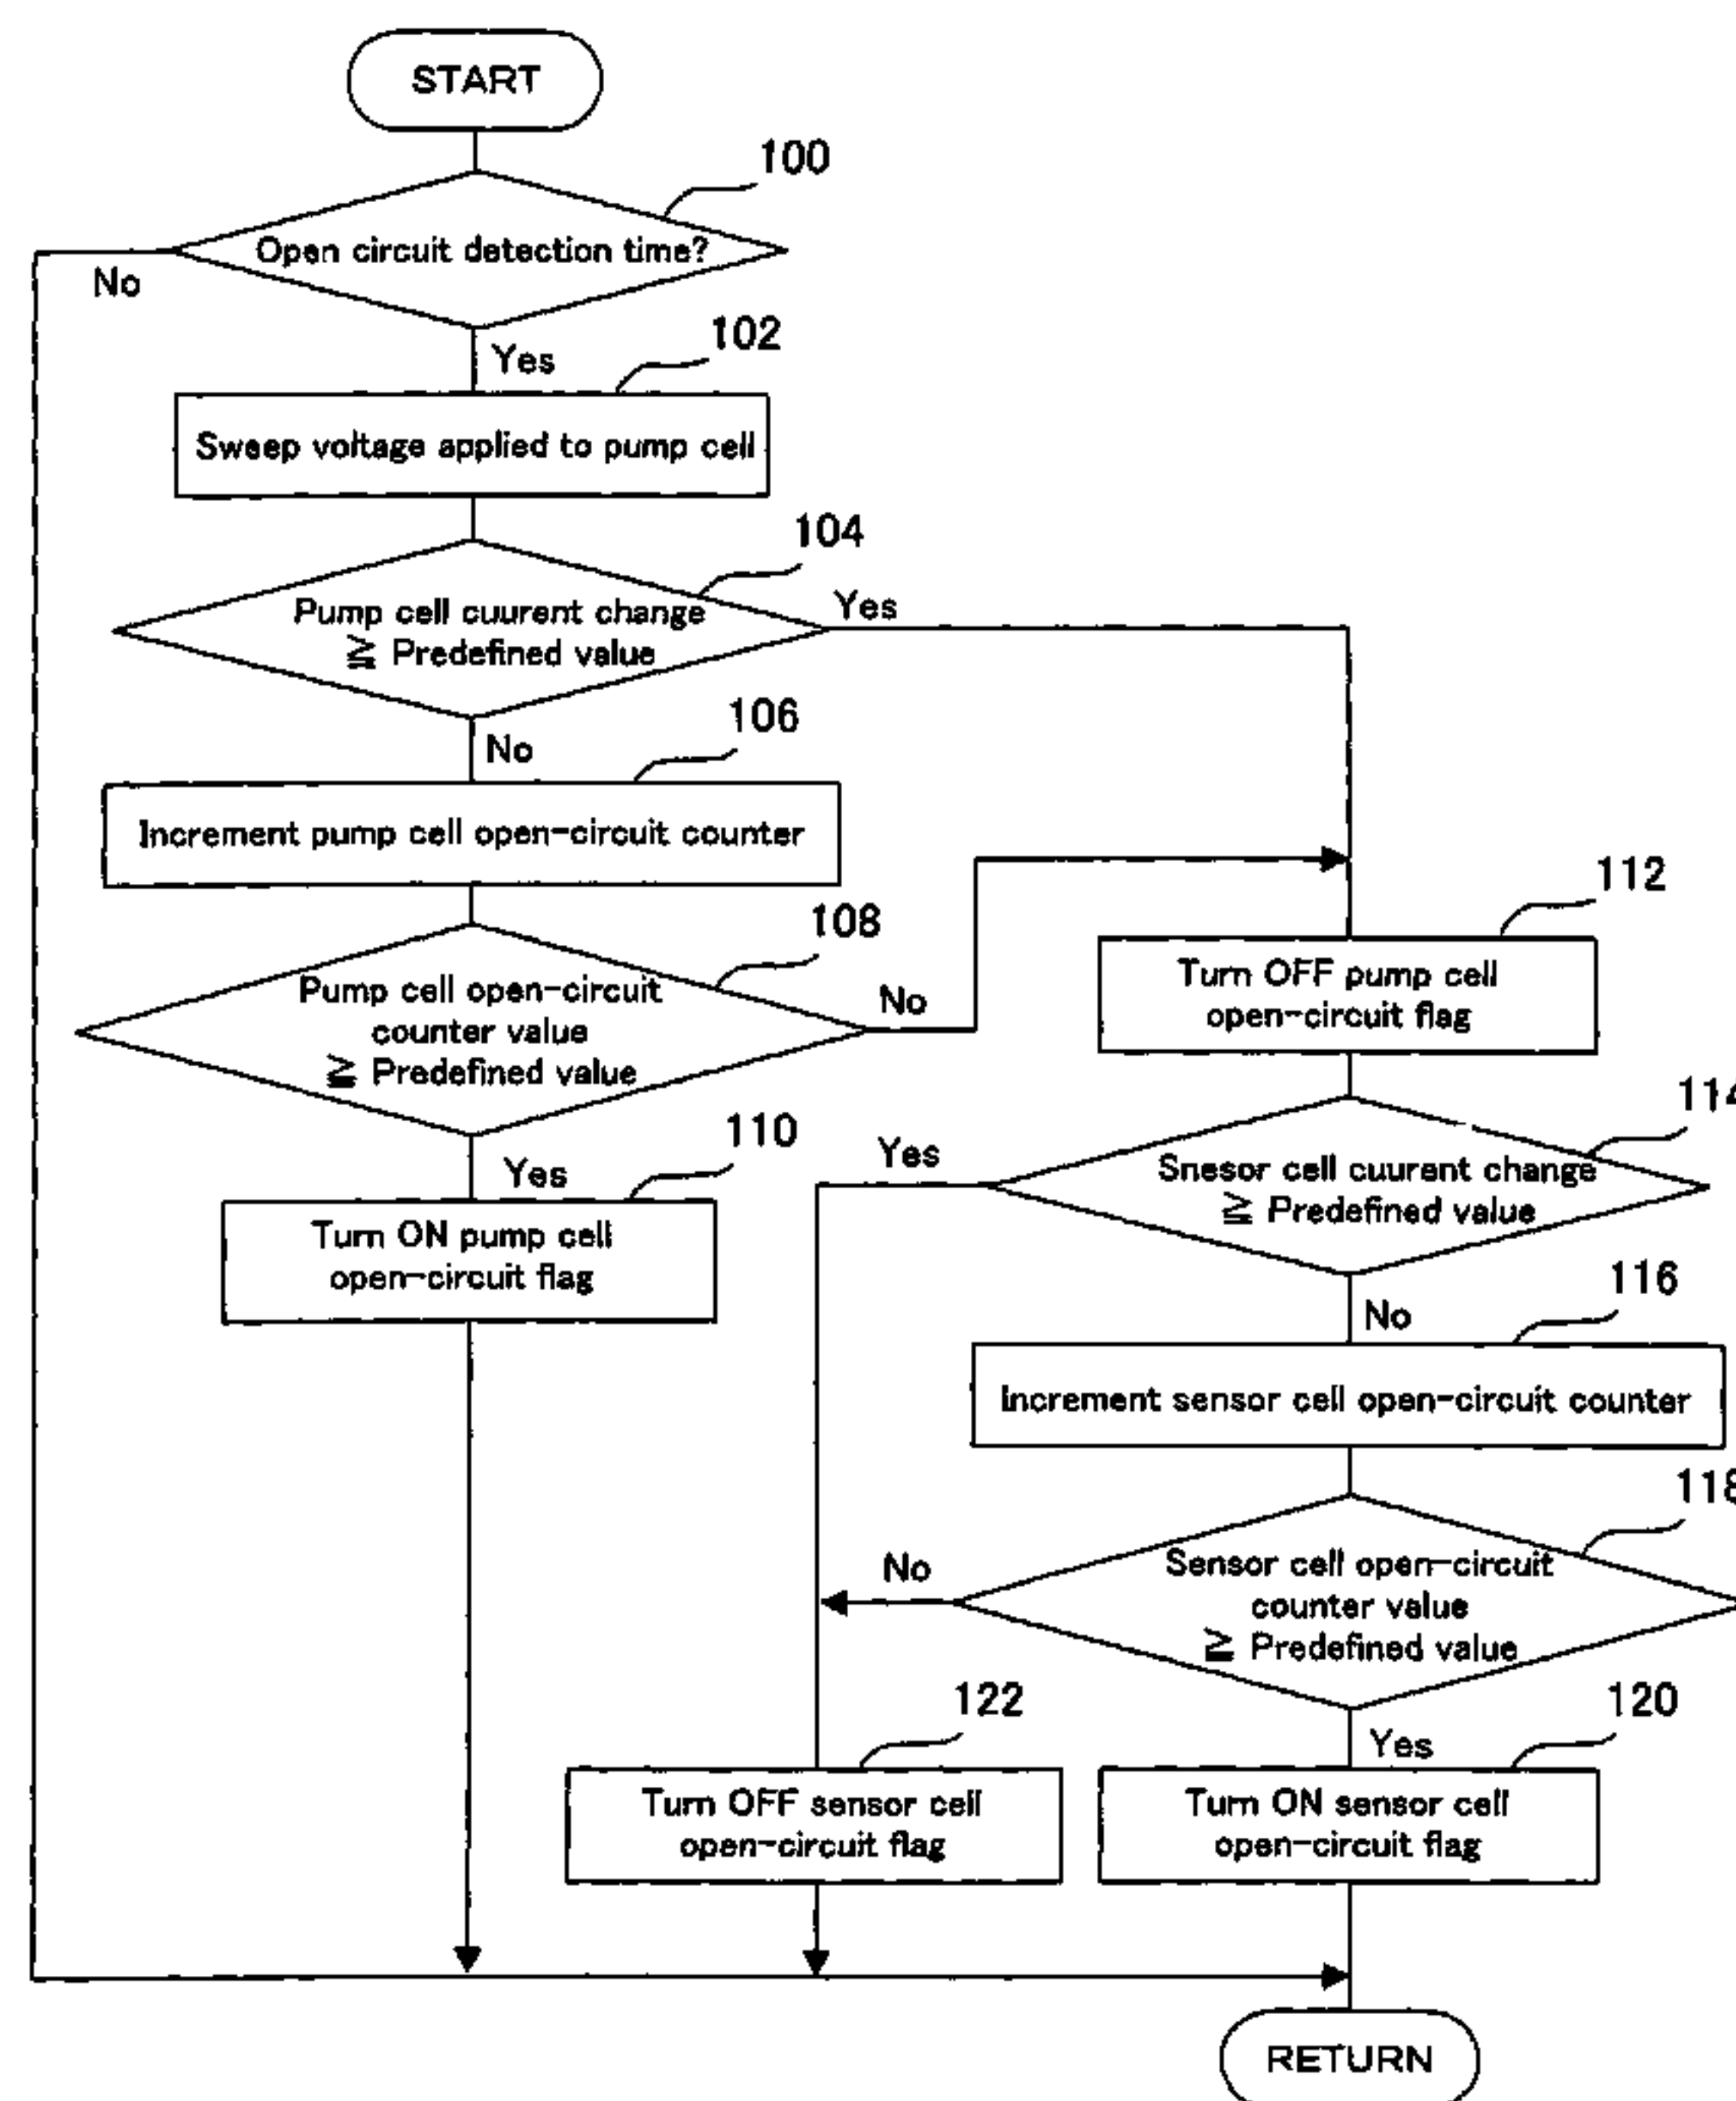 START
100
Open circuit detection time?
No
Yes
102
Sweep voltage applied to pump cell
104
Pump cell cuurent change
≧ Predefined value
Yes
No
106
Increment pump cell open-circuit counter
108
Pump cell open-circuit
counter value
≧ Predefined value
No
Yes
110
Turn ON pump cell
open-circuit flag
112
Turn OFF pump cell
open-circuit flag
114
Snesor cell cuurent change
≧ Predefined value
Yes
No
116
Increment sensor cell open-circuit counter
118
Sensor cell open-circuit
counter value
≧ Predefined value
No
Yes
122
Turn OFF sensor cell
open-circuit flag
120
Turn ON sensor cell
open-circuit flag
RETURN